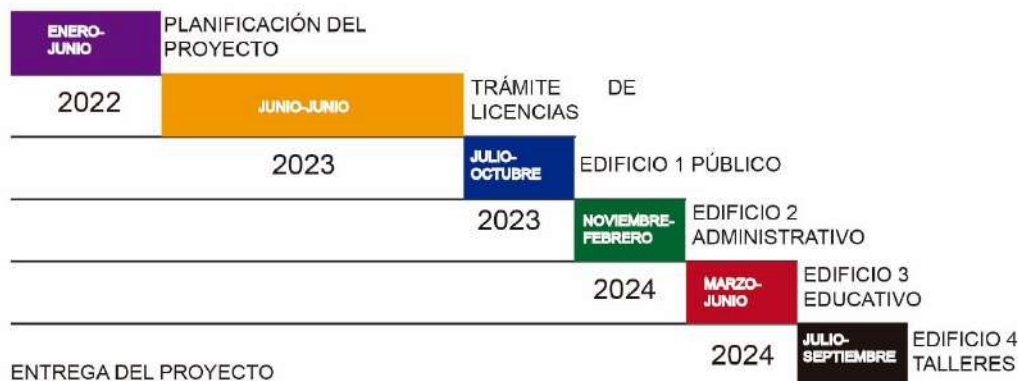 ENERO-
JUNIO
PLANIFICACIÓN DEL
PROYECTO
2022
JUNIO-JUNIO
TRÁMITE DE
LICENCIAS
2023
JULIO-
OCTUBRE
EDIFICIO 1 PÚBLICO
2023
NOVIEMBRE-
FEBRERO
EDIFICIO 2
ADMINISTRATIVO
2024
MARZO-
JUNIO
EDIFICIO 3
EDUCATIVO
2024
JULIO-
SEPTIEMBRE
EDIFICIO 4
TALLERES
ENTREGA DEL PROYECTO